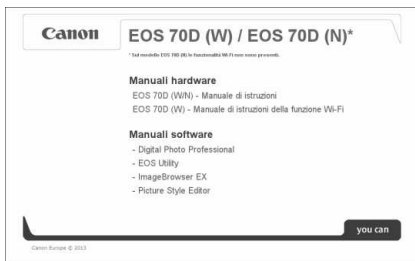 Canon
EOS 70D (W) / EOS 70D (N)*
* Sul modello EOS 70D (N) le funzionalità Wi-Fi non sono presenti.
Manuali hardware
EOS 70D (W/N) - Manuale di istruzioni
EOS 70D (W) - Manuale di istruzioni della funzione Wi-Fi
Manuali software
- Digital Photo Professional
- EOS Utility
- ImageBrowser EX
- Picture Style Editor
you can
Canon Europe © 2013